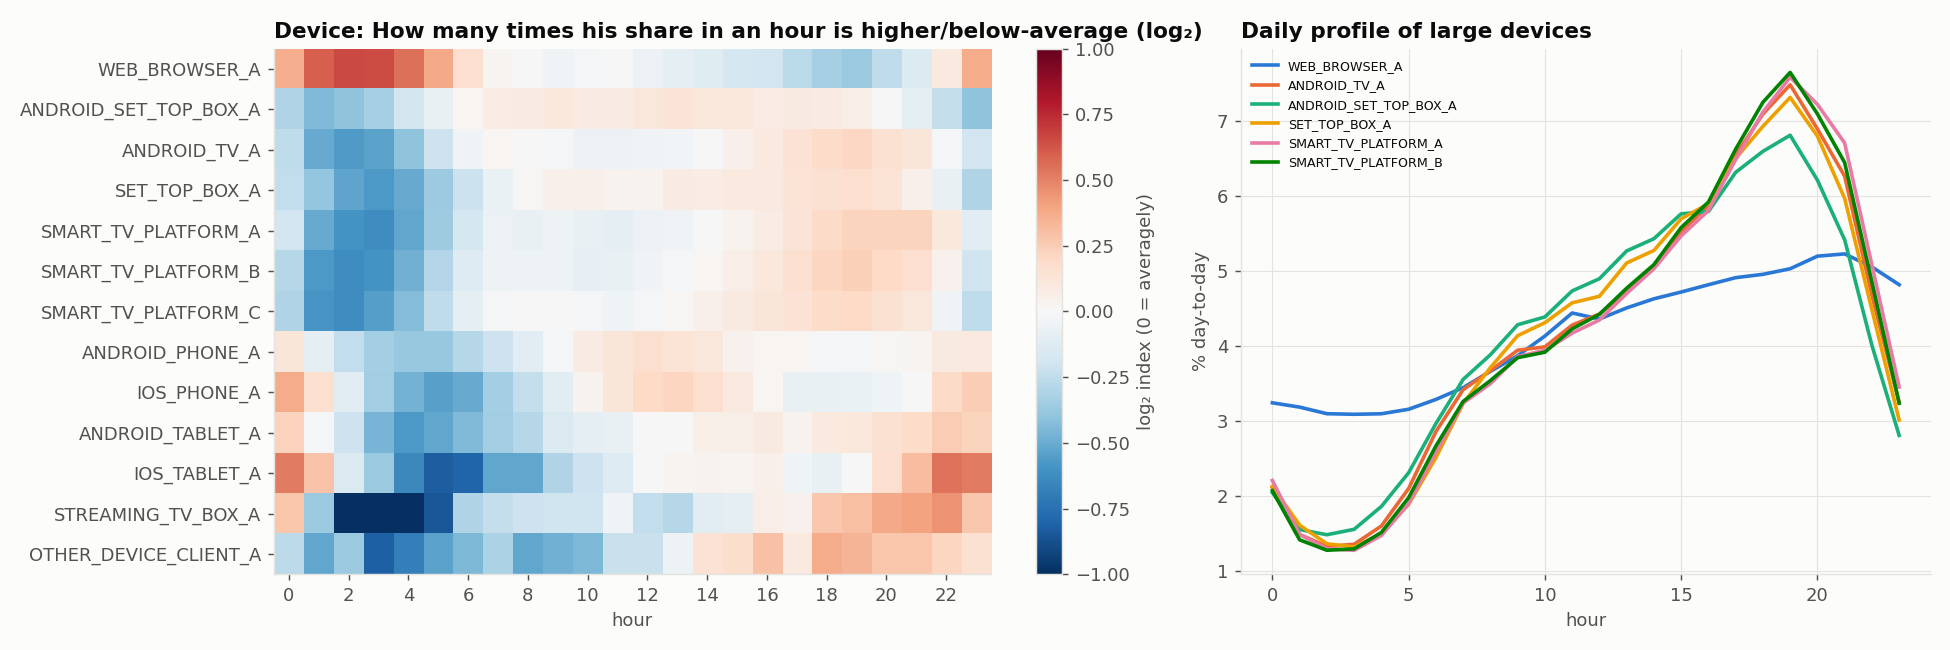 Device: How many times his share in an hour is higher/below-average (log₂)
WEB_BROWSER_A
ANDROID_SET_TOP_BOX_A
ANDROID_TV_A
SET_TOP_BOX_A
SMART_TV_PLATFORM_A
SMART_TV_PLATFORM_B
SMART_TV_PLATFORM_C
ANDROID_PHONE_A
IOS_PHONE_A
ANDROID_TABLET_A
IOS_TABLET_A
STREAMING_TV_BOX_A
OTHER_DEVICE_CLIENT_A
0 2 4 6 8 10 12 14 16 18 20 22
hour
1.00
0.75
0.50
0.25
0.00
−0.25
−0.50
−0.75
−1.00
log₂ index (0 = averagely)
Daily profile of large devices
WEB_BROWSER_A
ANDROID_TV_A
ANDROID_SET_TOP_BOX_A
SET_TOP_BOX_A
SMART_TV_PLATFORM_A
SMART_TV_PLATFORM_B
% day-to-day
7
6
5
4
3
2
1
0 5 10 15 20
hour